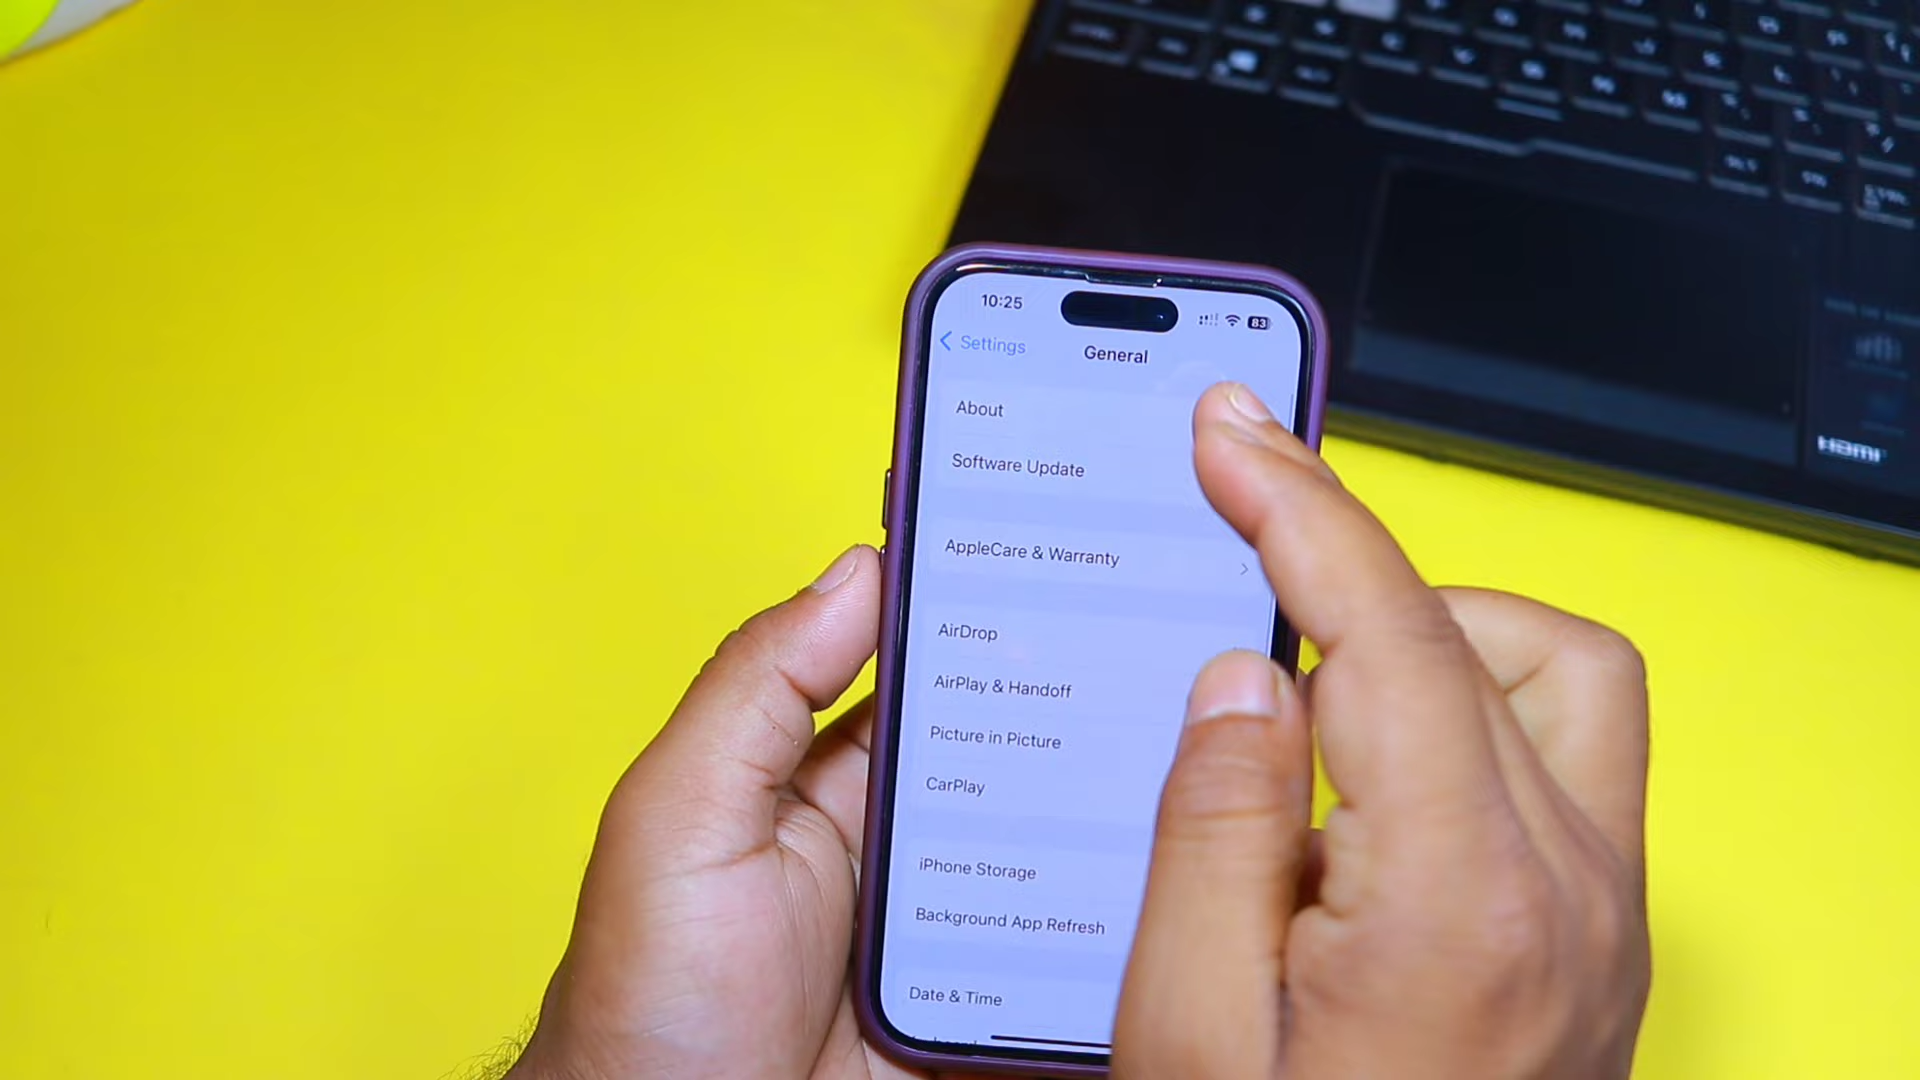 10:25
83
Settings
General
About
Software Update
AppleCare & Warranty
AirDrop
AirPlay & Handoff
Picture in Picture
CarPlay
iPhone Storage
Background App Refresh
Date & Time
HDMI